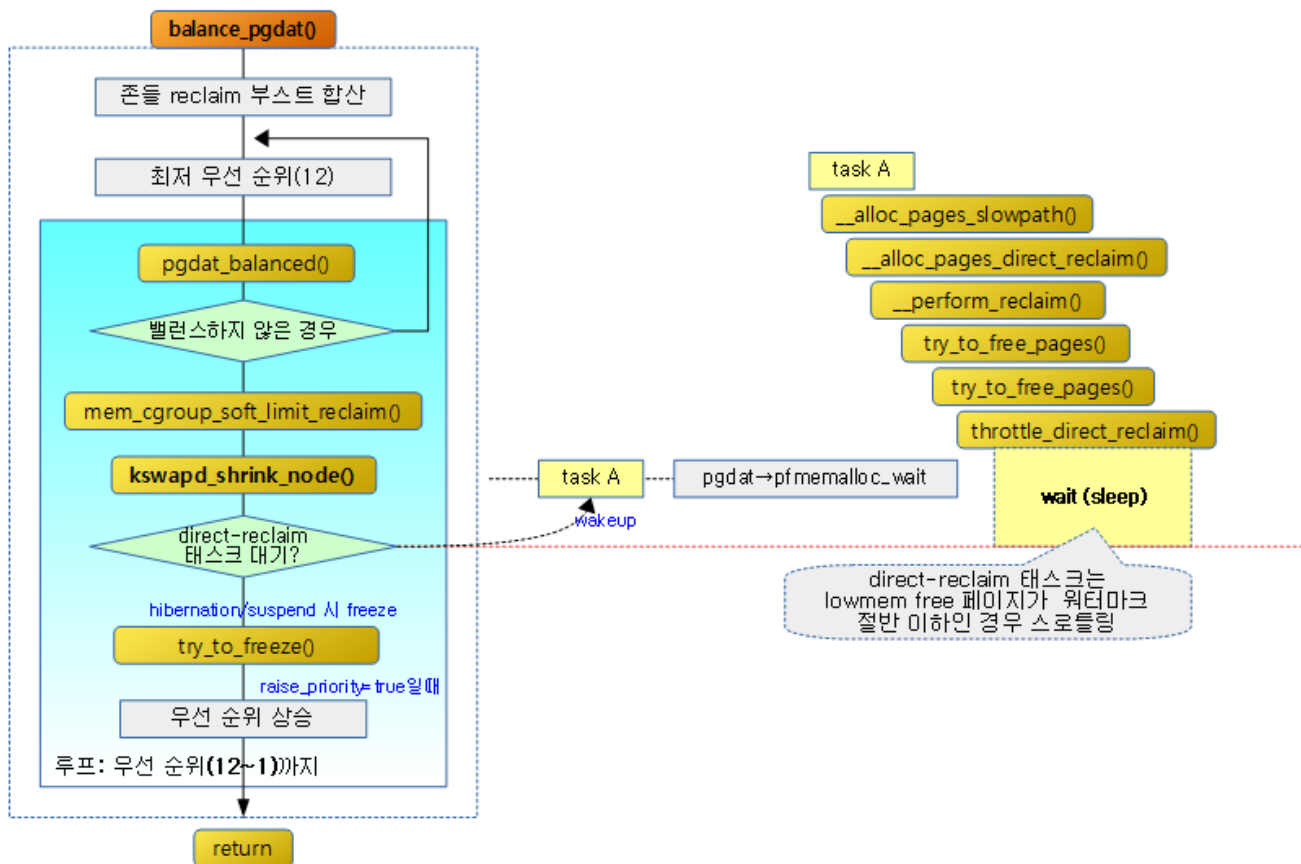 balance_pgdat()
존들 reclaim 부스트 합산
최저 우선 순위(12)
pgdat_balanced()
밸런스하지 않은 경우
mem_cgroup_soft_limit_reclaim()
kswapd_shrink_node()
direct-reclaim
태스크 대기?
hibernation/suspend 시 freeze
try_to_freeze()
raise_priority=true일때
우선 순위 상승
루프: 우선 순위(12~1)까지
return
task A
wakeup
pgdat→pfmemalloc_wait
task A
__alloc_pages_slowpath()
__alloc_pages_direct_reclaim()
__perform_reclaim()
try_to_free_pages()
try_to_free_pages()
throttle_direct_reclaim()
wait (sleep)
direct-reclaim 태스크는
lowmem free 페이지가 워터마크
절반 이하인 경우 스로틀링